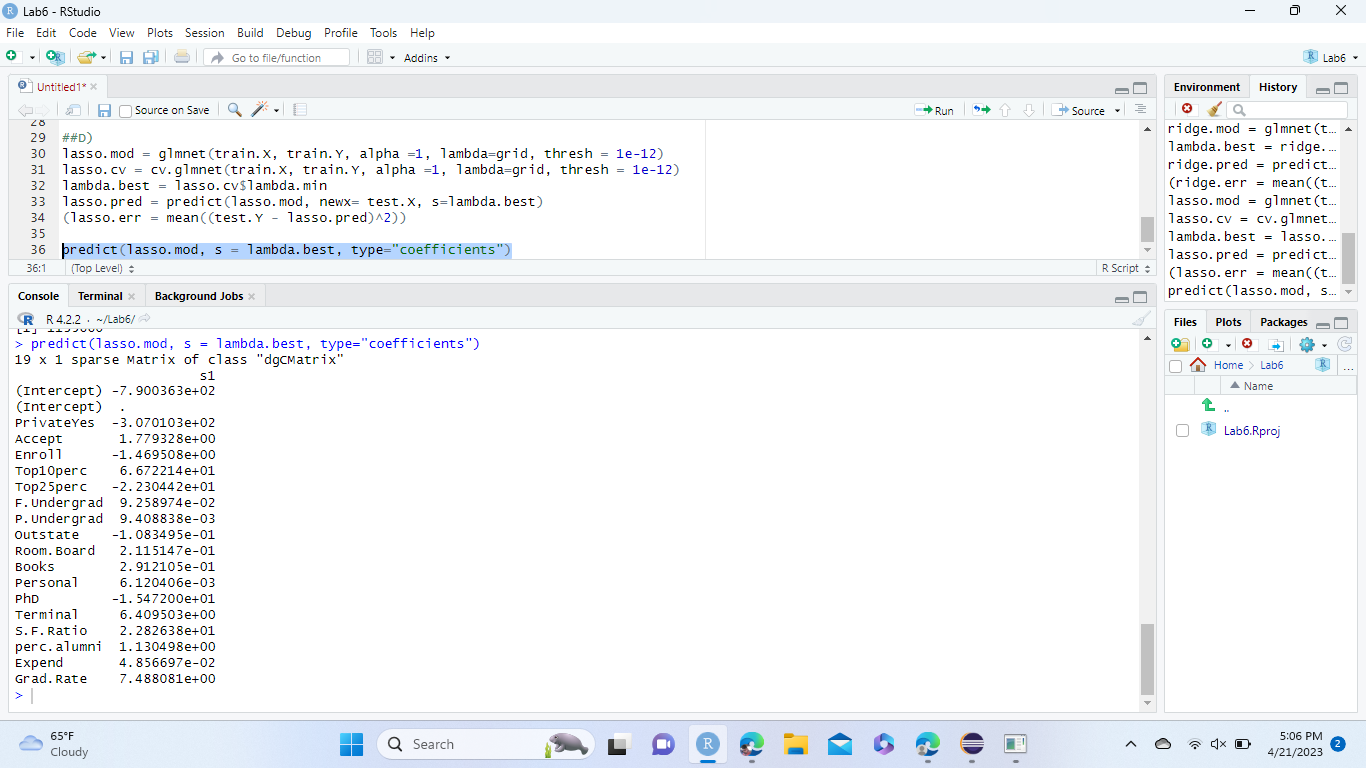 Lab6 - RStudio
File Edit Code View Plots Session Build Debug Profile Tools Help
Go to file/function Addins Lab6
Untitled1*
Source on Save Run Source
28
29 ##D)
30 lasso.mod = glmnet(train.X, train.Y, alpha =1, lambda=grid, thresh = 1e-12)
31 lasso.cv = cv.glmnet(train.X, train.Y, alpha =1, lambda=grid, thresh = 1e-12)
32 lambda.best = lasso.cv$lambda.min
33 lasso.pred = predict(lasso.mod, newx= test.X, s=lambda.best)
34 (lasso.err = mean((test.Y - lasso.pred)^2))
35
36 predict(lasso.mod, s = lambda.best, type="coefficients")
36:1 (Top Level) R Script
Console Terminal Background Jobs
R 4.2.2 · ~/Lab6/
> predict(lasso.mod, s = lambda.best, type="coefficients")
19 x 1 sparse Matrix of class "dgCMatrix"
s1
(Intercept) -7.900363e+02
(Intercept) .
PrivateYes -3.070103e+02
Accept 1.779328e+00
Enroll -1.469508e+00
Top10perc 6.672214e+01
Top25perc -2.230442e+01
F.Undergrad 9.258974e-02
P.Undergrad 9.408838e-03
Outstate -1.083495e-01
Room.Board 2.115147e-01
Books 2.912105e-01
Personal 6.120406e-03
PhD -1.547200e+01
Terminal 6.409503e+00
S.F.Ratio 2.282638e+01
perc.alumni 1.130498e+00
Expend 4.856697e-02
Grad.Rate 7.488081e+00
>
Environment History
ridge.mod = glmnet(t…
lambda.best = ridge.…
ridge.pred = predict…
(ridge.err = mean((t…
lasso.mod = glmnet(t…
lasso.cv = cv.glmnet…
lambda.best = lasso.…
lasso.pred = predict…
(lasso.err = mean((t…
predict(lasso.mod, s…
Files Plots Packages
Home Lab6 ...
Name
..
Lab6.Rproj
65°F
Cloudy
Search
5:06 PM
4/21/2023
2